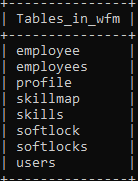 +---------------+
| Tables_in_wfm |
+---------------+
| employee      |
| employees     |
| profile       |
| skillmap      |
| skills        |
| softlock      |
| softlocks     |
| users         |
+---------------+